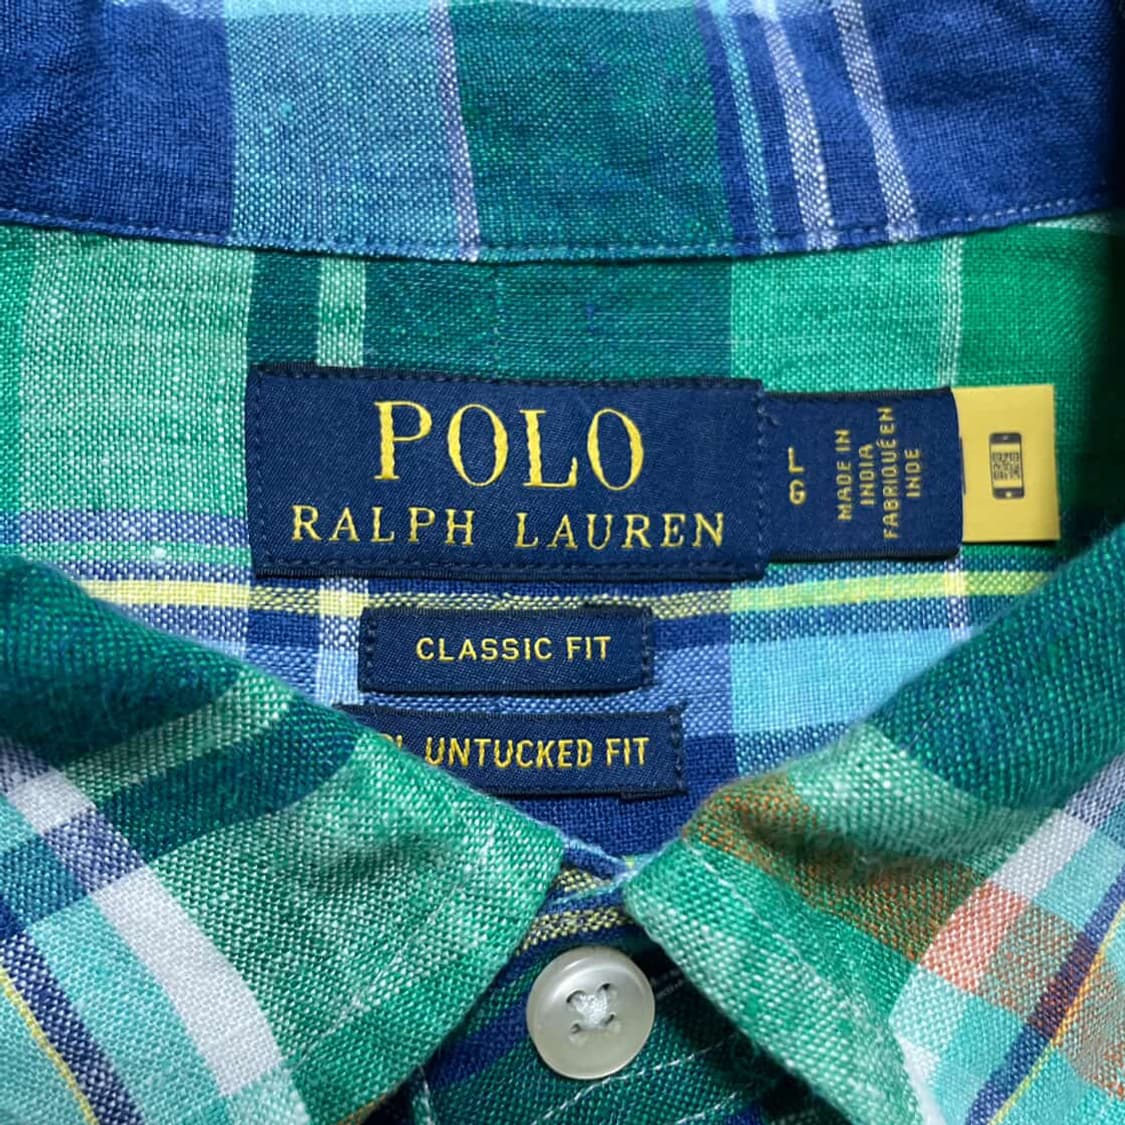 POLO
RALPH LAUREN
L
G
MADE IN
INDIA
FABRIQUÉ EN
INDE
CLASSIC FIT
UNTUCKED FIT